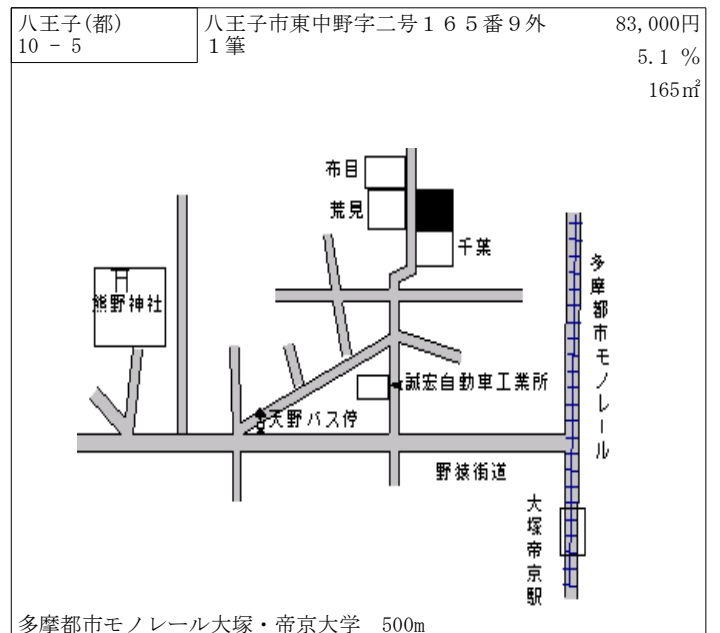 八王子(都)
10 - 5
八王子市東中野字二号１６５番９外
１筆
83,000円
5.1 %
165㎡
布目
荒見
千葉
熊野神社
多摩都市モノレール
誠宏自動車工業所
天野バス停
野猿街道
大塚帝京駅
多摩都市モノレール大塚・帝京大学　500m